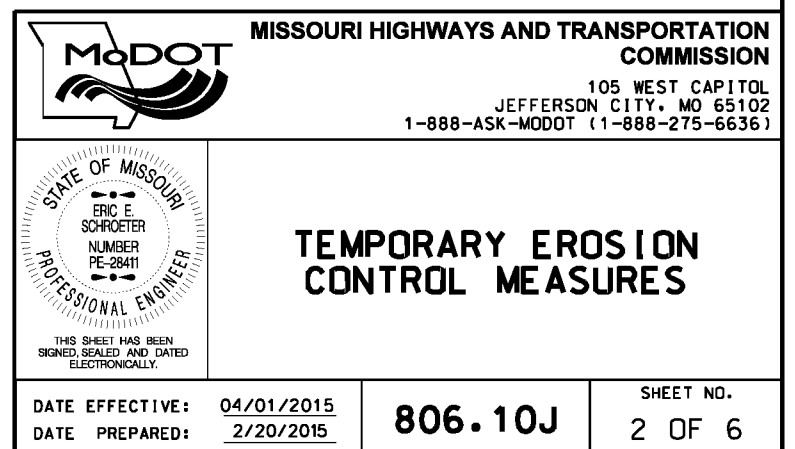 MoDOT
MISSOURI HIGHWAYS AND TRANSPORTATION
COMMISSION
105 WEST CAPITOL
JEFFERSON CITY, MO 65102
1-888-ASK-MODOT (1-888-275-6636)
STATE OF MISSOURI
ERIC E.
SCHROETER
NUMBER
PE-28411
PROFESSIONAL ENGINEER
THIS SHEET HAS BEEN
SIGNED, SEALED AND DATED
ELECTRONICALLY.
TEMPORARY EROSION
CONTROL MEASURES
DATE EFFECTIVE: 04/01/2015
DATE PREPARED: 2/20/2015
806.10J
SHEET NO.
2 OF 6